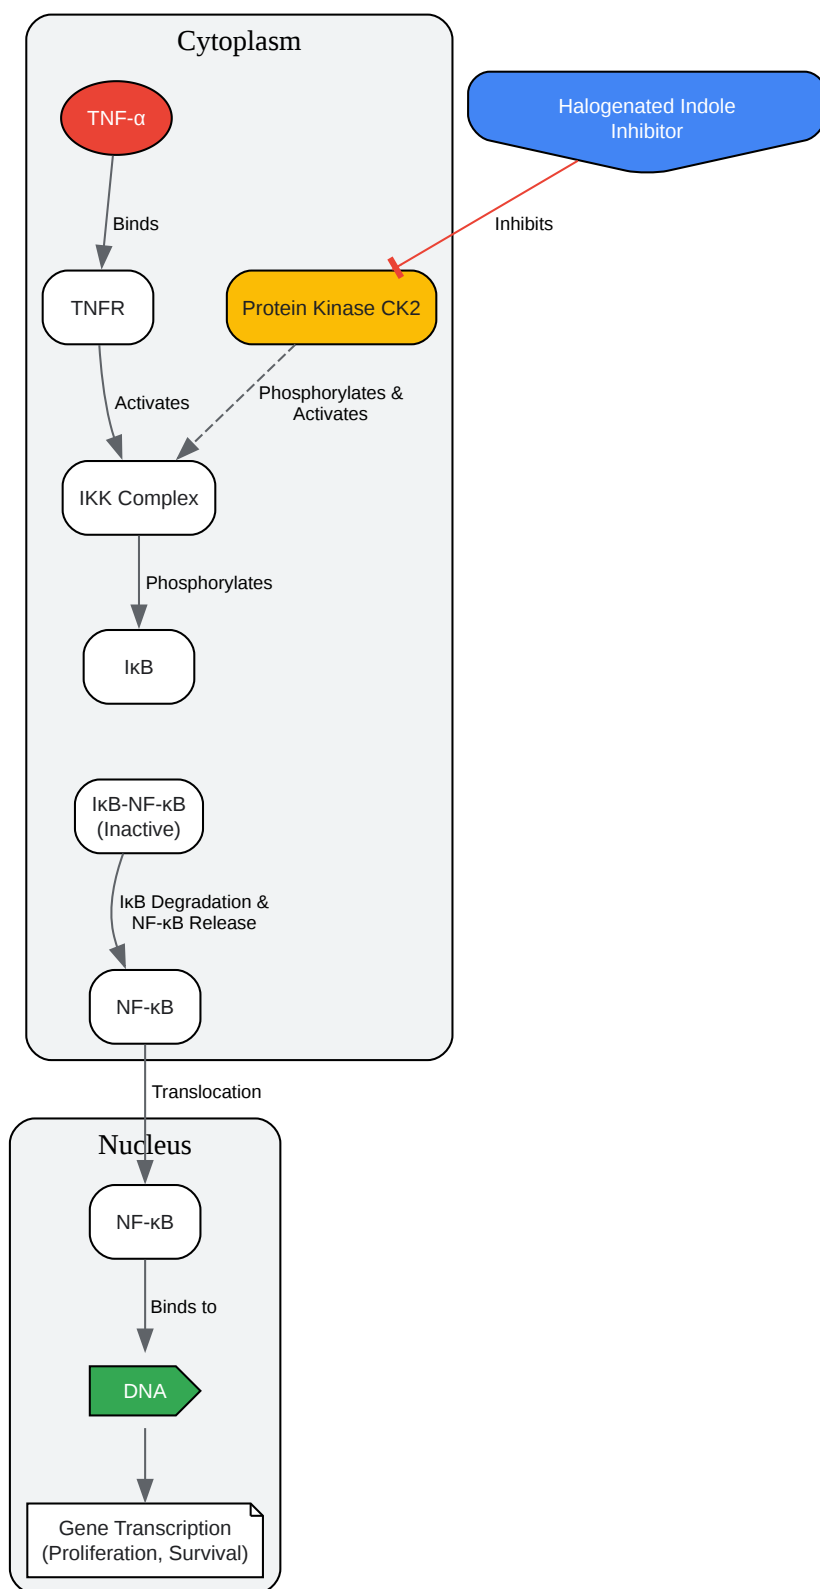 Cytoplasm
TNF-α
Halogenated Indole
Inhibitor
Binds
Inhibits
TNFR
Protein Kinase CK2
Activates
Phosphorylates &
Activates
IKK Complex
Phosphorylates
IκB
IκB-NF-κB
(Inactive)
IκB Degradation &
NF-κB Release
NF-κB
Translocation
Nucleus
NF-κB
Binds to
DNA
Gene Transcription
(Proliferation, Survival)